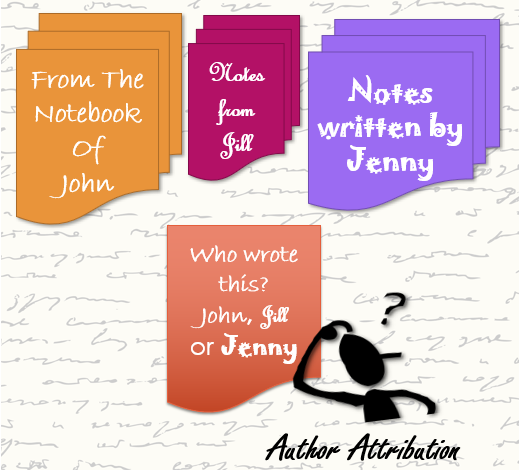 From The
Notebook
Of
John
Notes
from
Jill
Notes
written by
Jenny
Who wrote
this?
John, Jill
or Jenny
?
Author Attribution